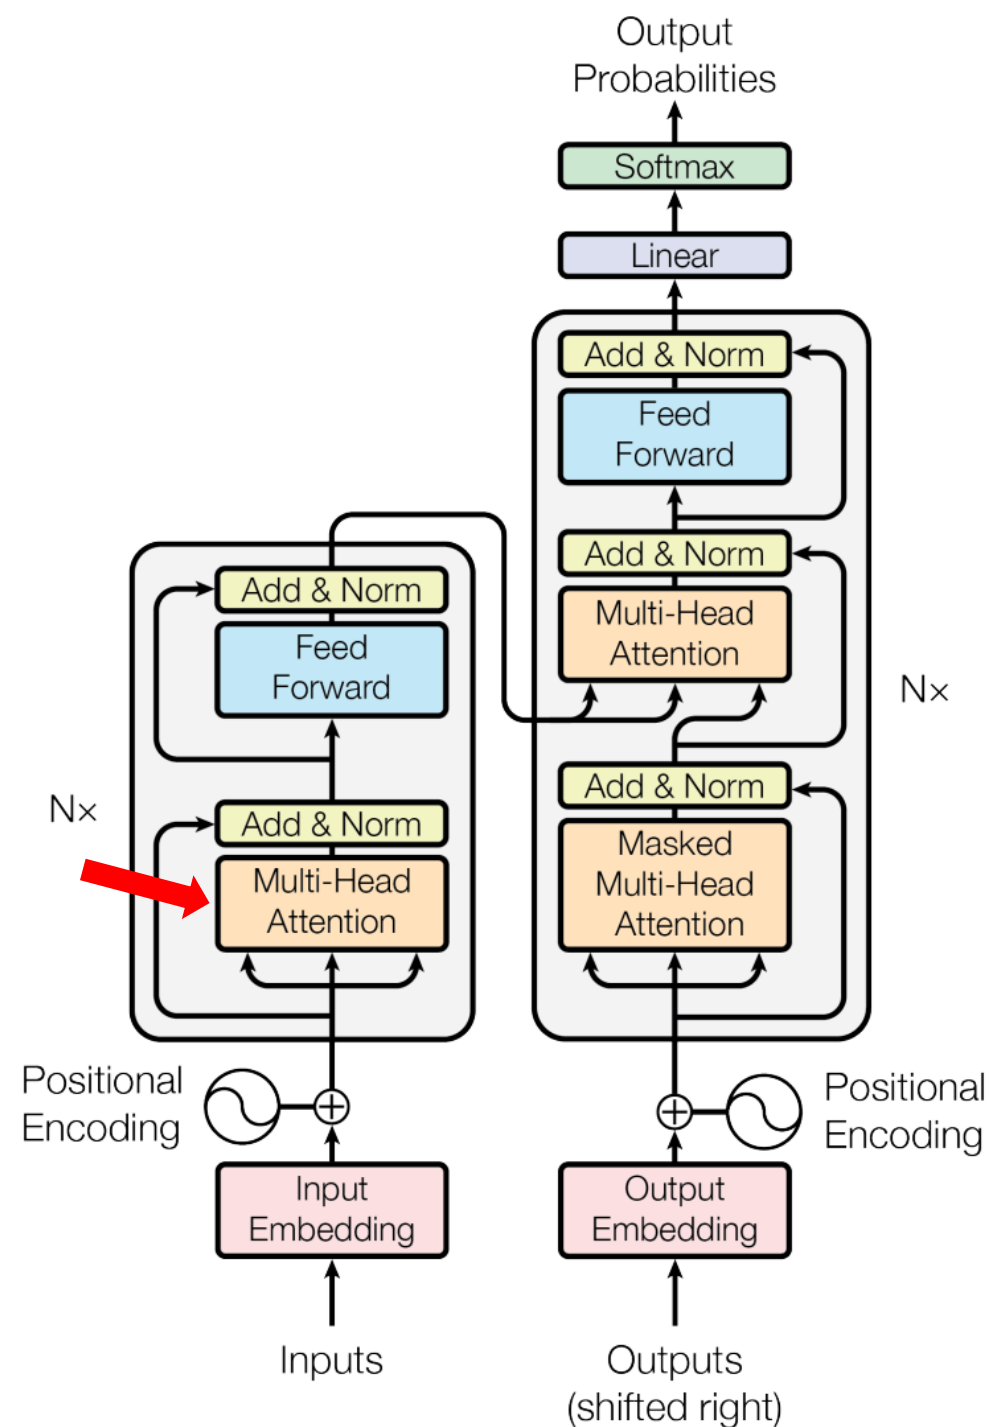 Output
Probabilities
Softmax
Linear
Add & Norm
Feed
Forward
Add & Norm
Multi-Head
Attention
Add & Norm
Masked
Multi-Head
Attention
N×
Add & Norm
Feed
Forward
Add & Norm
Multi-Head
Attention
N×
Positional
Encoding
Positional
Encoding
Input
Embedding
Output
Embedding
Inputs
Outputs
(shifted right)